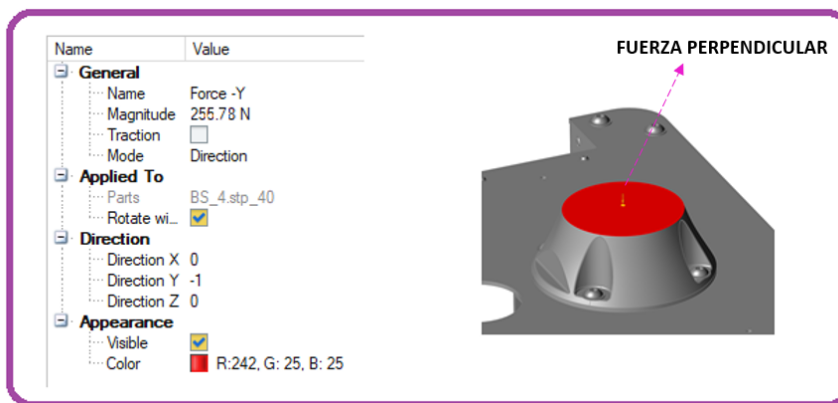 Name Value
General
Name Force -Y
Magnitude 255.78 N
Traction
Mode Direction
Applied To
Parts BS_4.stp_40
Rotate wi...
Direction
Direction X 0
Direction Y -1
Direction Z 0
Appearance
Visible
Color R:242, G: 25, B: 25
FUERZA PERPENDICULAR